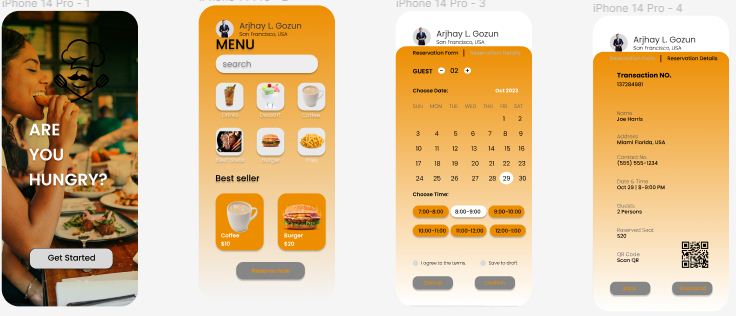 iPhone 14 Pro - 1
ARE
YOU
HUNGRY?
Get Started
Arjhay L. Gozun
San Francisco, USA
MENU
search
Drinks
Dessert
Coffee
Burger
Fries
Best seller
Coffee
$10
Burger
$20
Reserve now
iPhone 14 Pro - 3
Arjhay L. Gozun
San Francisco, USA
Reservation Form | Reservation Details
GUEST - 02 +
Choose Date: Oct 2023
SUN MON TUE WED THU FRI SAT
1 2
3 4 5 6 7 8 9
10 11 12 13 14 15 16
17 18 19 20 21 22 23
24 25 26 27 28 29 30
Choose Time:
7:00-8:00 8:00-9:00 9:00-10:00
10:00-11:00 11:00-12:00 12:00-1:00
I agree to the terms. Save to draft
Cancel Confirm
iPhone 14 Pro - 4
Arjhay L. Gozun
San Francisco, USA
Reservation Form | Reservation Details
Transaction NO.
137284981
Name
Joe Harris
Address
Miami Florida, USA
Contact No.
(555) 555-1234
Date & Time
Oct 29 | 8-9:00 PM
Guests
2 Persons
Reserved Seat
S20
QR Code
Scan QR